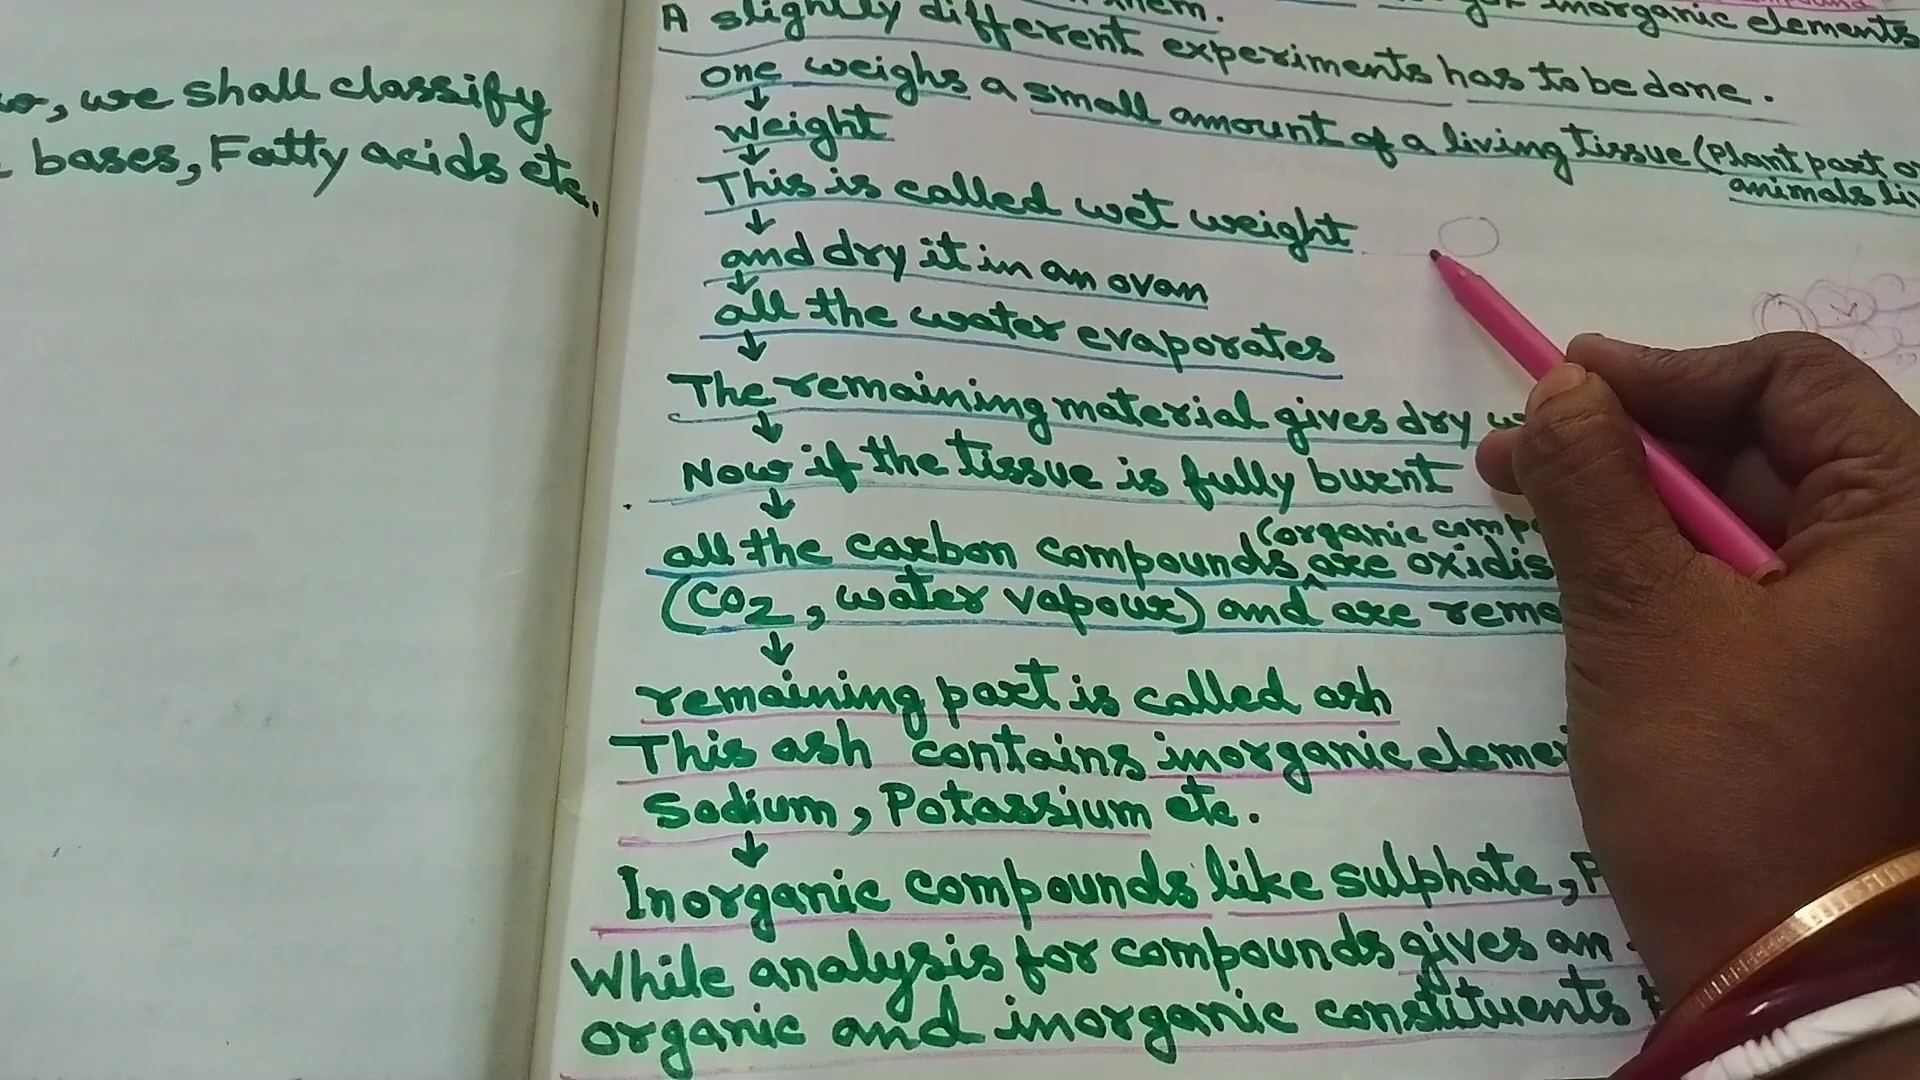 we shall classify
bases, Fatty acids etc.
inorganic elements
A slightly different experiments has to be done.
one weighs a small amount of a living tissue (Plant part or
animals
weight
This is called wet weight
and dry it in an ovan
all the water evaporates
The remaining material gives dry
Now if the tissue is fully burnt
(organic
all the carbon compounds are
(CO2, water vapour) and are
remaining part is called ash
This ash contains inorganic
Sodium, Potassium etc.
Inorganic compounds like sulphate,
While analysis for compounds gives an
organic and inorganic constituents